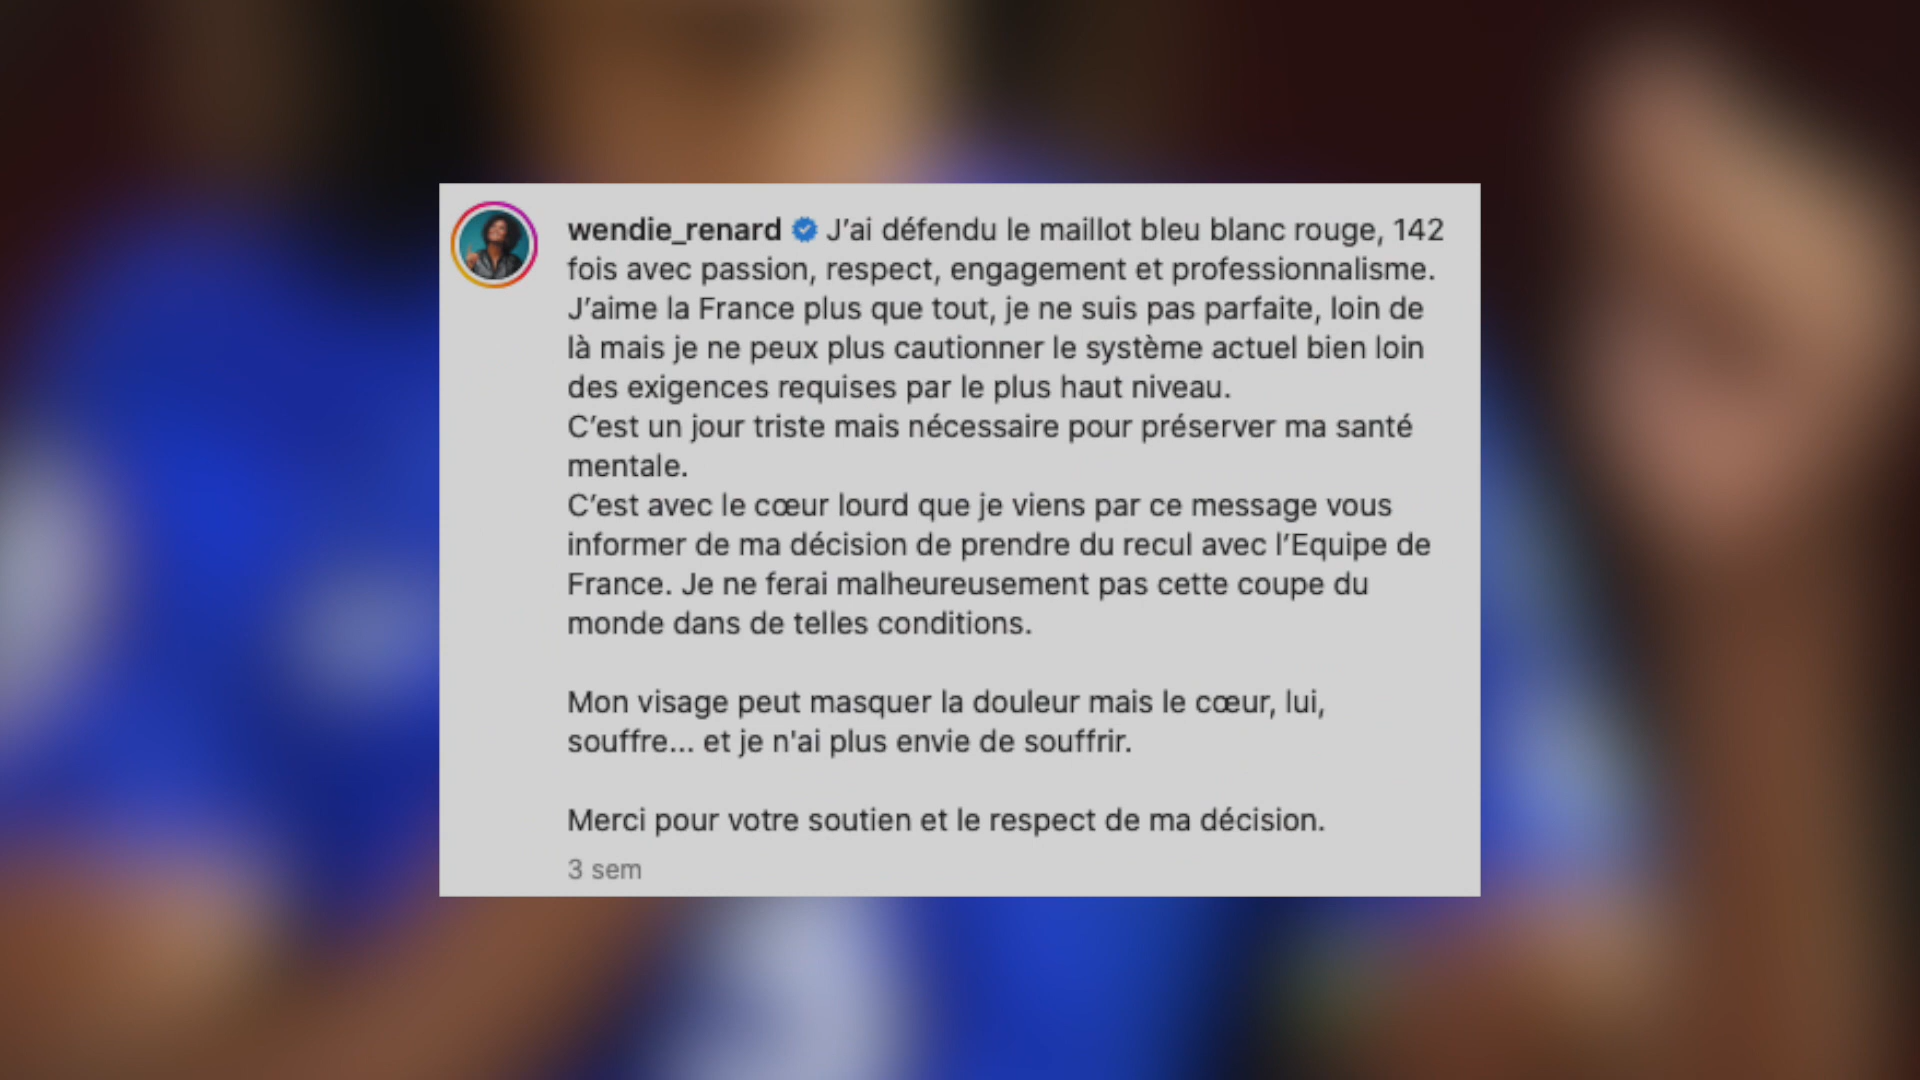 wendie_renard J’ai défendu le maillot bleu blanc rouge, 142
fois avec passion, respect, engagement et professionnalisme.
J’aime la France plus que tout, je ne suis pas parfaite, loin de
là mais je ne peux plus cautionner le système actuel bien loin
des exigences requises par le plus haut niveau.
C’est un jour triste mais nécessaire pour préserver ma santé
mentale.
C’est avec le cœur lourd que je viens par ce message vous
informer de ma décision de prendre du recul avec l’Equipe de
France. Je ne ferai malheureusement pas cette coupe du
monde dans de telles conditions.
Mon visage peut masquer la douleur mais le cœur, lui,
souffre... et je n'ai plus envie de souffrir.
Merci pour votre soutien et le respect de ma décision.
3 sem